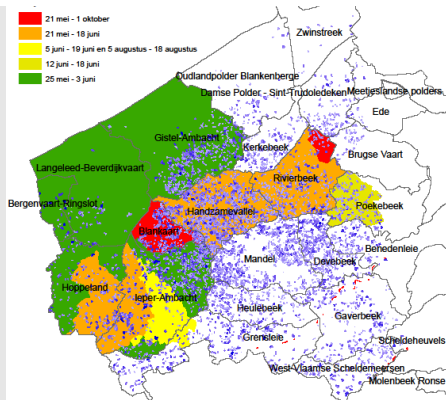 21 mei - 1 oktober
21 mei - 18 juni
5 juni - 19 juni en 5 augustus - 18 augustus
12 juni - 18 juni
25 mei - 3 juni
Zwinstreek
Oudlandpolder Blankenberge
Damse Polder - Sint-Trudoledeken
Meetjeslandse polders
Ede
Gistel-Ambacht
Kerkebeek
Brugse Vaart
Langeleed-Beverdijkvaart
Rivierbeek
Bergenvaart-Ringslot
Handzamevallei
Poekebeek
Blankaart
Benedenleie
Mandel
Devebeek
Hoppeland
Ieper-Ambacht
Heulebeek
Gaverbeek
Grensleie
Scheldeheuvels
West-Vlaamse Scheldemeersen
Molenbeek Ronse